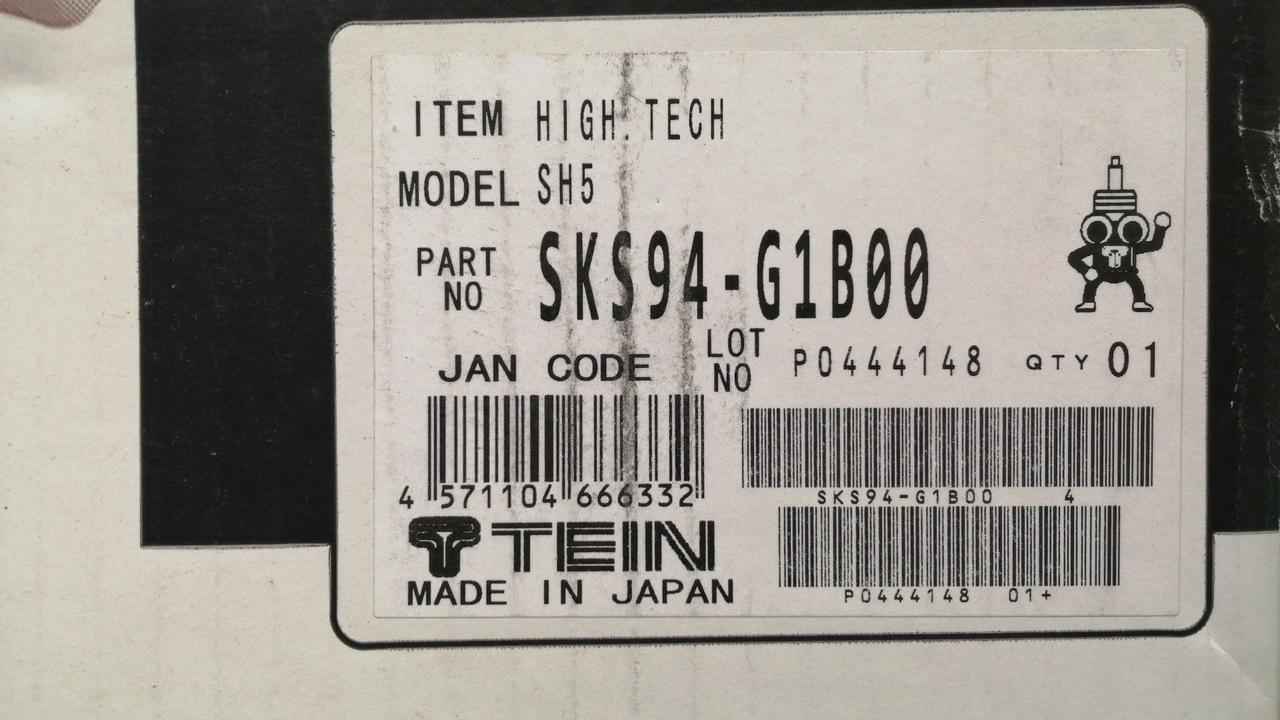 ITEM HIGH.TECH
MODEL SH5
PART NO SKS94-G1B00
JAN CODE
LOT NO P0444148 QTY 01
4 571104 666332
SKS94-G1B00 4
P0444148 01+
TEIN
MADE IN JAPAN